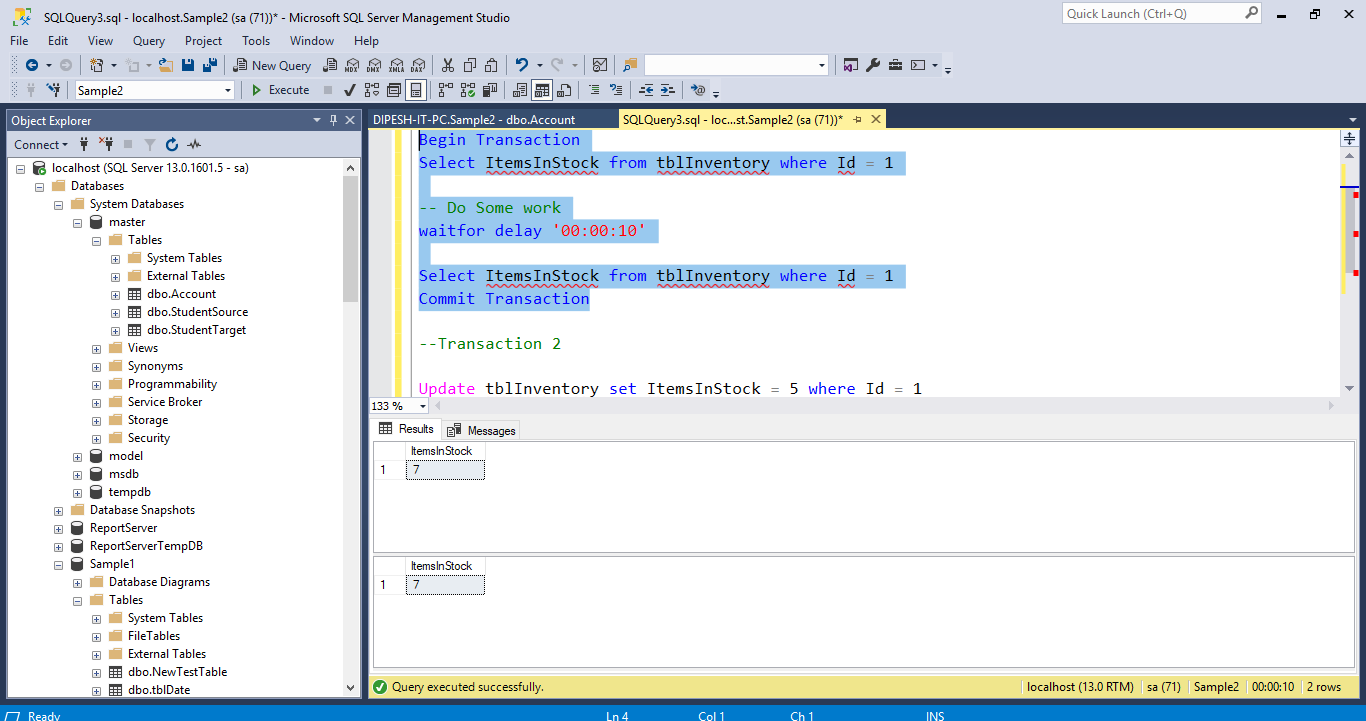 SQLQuery3.sql - localhost.Sample2 (sa (71))* - Microsoft SQL Server Management Studio
Quick Launch (Ctrl+Q)
File Edit View Query Project Tools Window Help
New Query
MDX DMX XMLA DAX
Sample2 Execute
Object Explorer
DIPESH-IT-PC.Sample2 - dbo.Account
SQLQuery3.sql - loc...st.Sample2 (sa (71))*
Connect
localhost (SQL Server 13.0.1601.5 - sa)
Databases
System Databases
master
Tables
System Tables
External Tables
dbo.Account
dbo.StudentSource
dbo.StudentTarget
Views
Synonyms
Programmability
Service Broker
Storage
Security
model
msdb
tempdb
Database Snapshots
ReportServer
ReportServerTempDB
Sample1
Database Diagrams
Tables
System Tables
FileTables
External Tables
dbo.NewTestTable
dbo.tblDate
Begin Transaction
Select ItemsInStock from tblInventory where Id = 1
-- Do Some work
waitfor delay '00:00:10'
Select ItemsInStock from tblInventory where Id = 1
Commit Transaction
--Transaction 2
Update tblInventory set ItemsInStock = 5 where Id = 1
133 %
Results Messages
ItemsInStock
1 7
ItemsInStock
1 7
Query executed successfully.
localhost (13.0 RTM) sa (71) Sample2 00:00:10 2 rows
Ready Ln 4 Col 1 Ch 1 INS